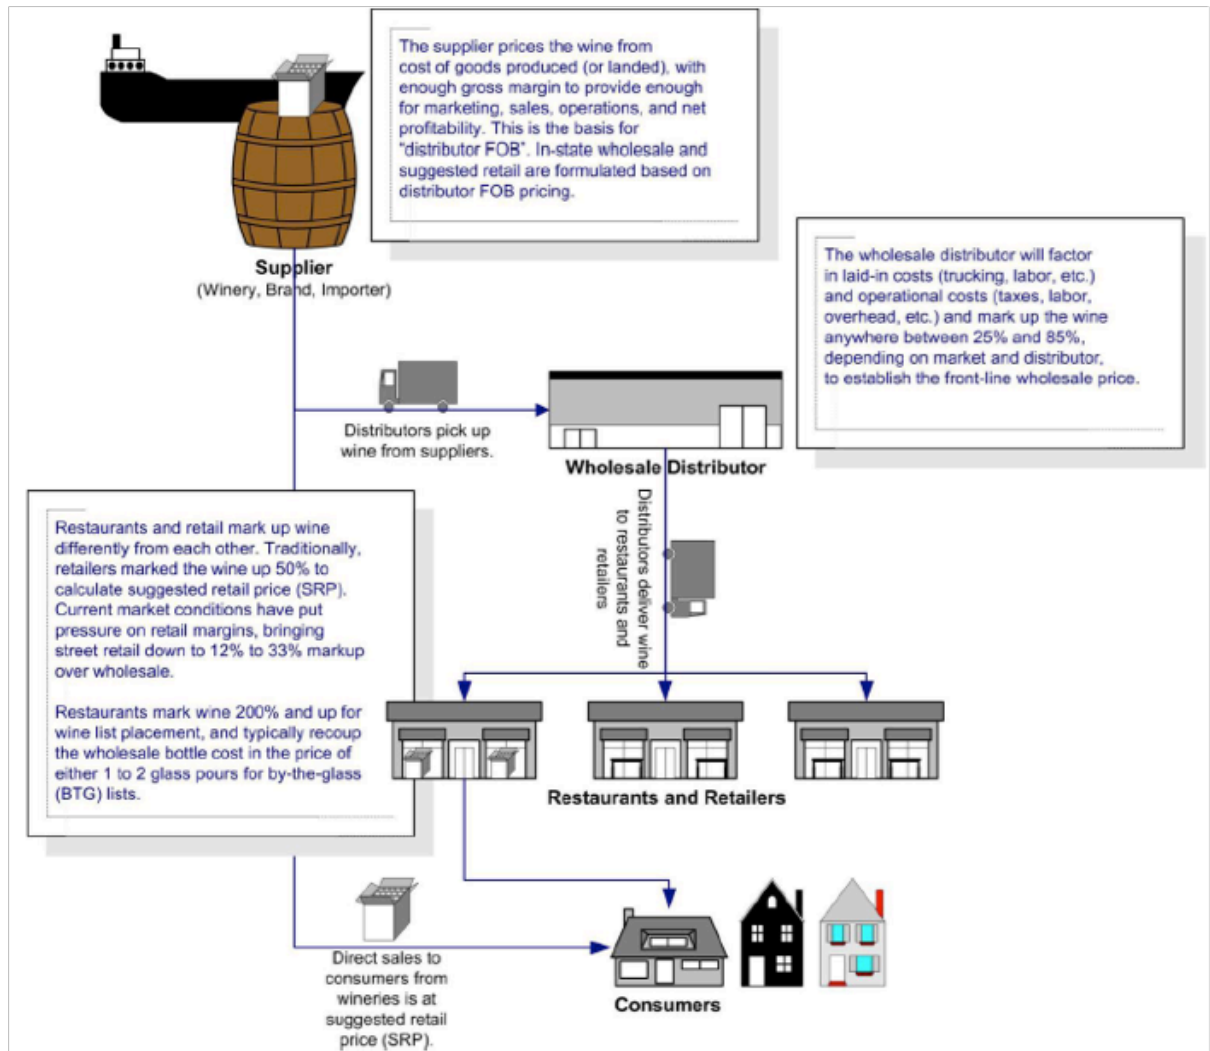 The supplier prices the wine from
cost of goods produced (or landed), with
enough gross margin to provide enough
for marketing, sales, operations, and net
profitability. This is the basis for
“distributor FOB”. In-state wholesale and
suggested retail are formulated based on
distributor FOB pricing.
Supplier
(Winery, Brand, Importer)
The wholesale distributor will factor
in laid-in costs (trucking, labor, etc.)
and operational costs (taxes, labor,
overhead, etc.) and mark up the wine
anywhere between 25% and 85%,
depending on market and distributor,
to establish the front-line wholesale price.
Distributors pick up
wine from suppliers.
Wholesale Distributor
Distributors deliver wine
to restaurants and
retailers
Restaurants and retail mark up wine
differently from each other. Traditionally,
retailers marked the wine up 50% to
calculate suggested retail price (SRP).
Current market conditions have put
pressure on retail margins, bringing
street retail down to 12% to 33% markup
over wholesale.
Restaurants mark wine 200% and up for
wine list placement, and typically recoup
the wholesale bottle cost in the price of
either 1 to 2 glass pours for by-the-glass
(BTG) lists.
Restaurants and Retailers
Direct sales to
consumers from
wineries is at
suggested retail
price (SRP).
Consumers